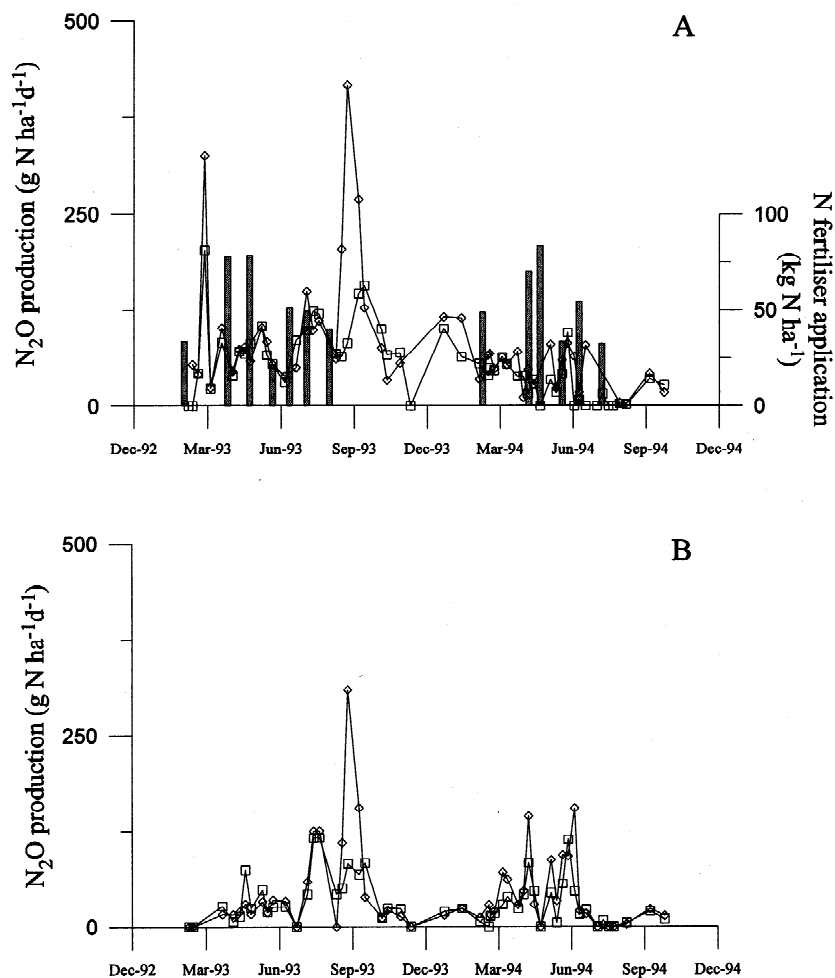 A
500
250
0
N₂O production (g N ha⁻¹d⁻¹)
100
50
0
N fertiliser application
(kg N ha⁻¹)
Dec-92 Mar-93 Jun-93 Sep-93 Dec-93 Mar-94 Jun-94 Sep-94 Dec-94
B
500
250
0
N₂O production (g N ha⁻¹d⁻¹)
Dec-92 Mar-93 Jun-93 Sep-93 Dec-93 Mar-94 Jun-94 Sep-94 Dec-94